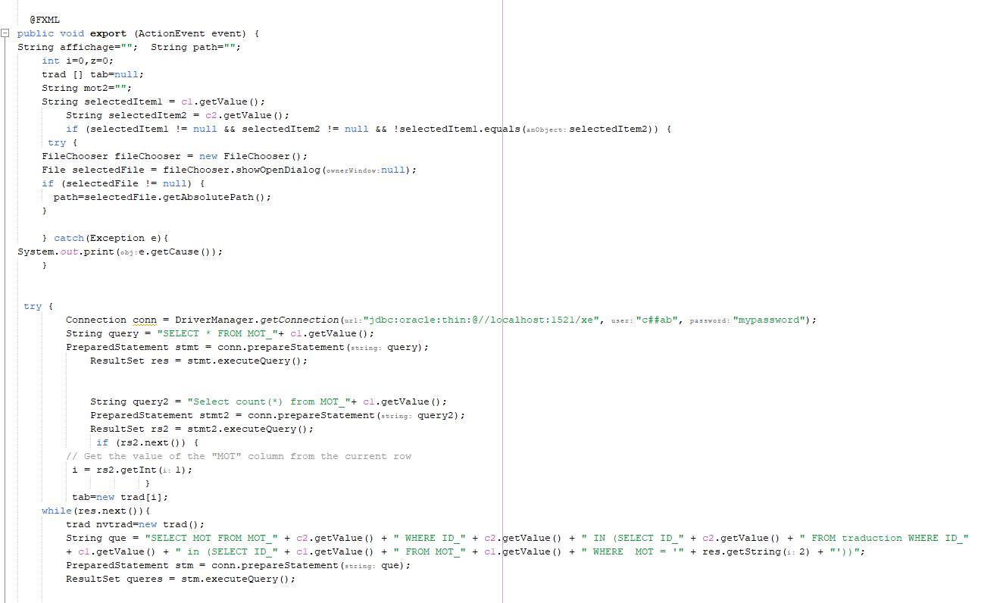 @FXML
public void export (ActionEvent event) {
String affichage="";  String path="";
int i=0,z=0;
trad [] tab=null;
String mot2="";
String selectedItem1 = c1.getValue();
String selectedItem2 = c2.getValue();
if (selectedItem1 != null && selectedItem2 != null && !selectedItem1.equals(anObject: selectedItem2)) {
try {
FileChooser fileChooser = new FileChooser();
File selectedFile = fileChooser.showOpenDialog(ownerWindow:null);
if (selectedFile != null) {
path=selectedFile.getAbsolutePath();
}
} catch(Exception e){
System.out.print(obj:e.getCause());
}
try {
Connection conn = DriverManager.getConnection(url:"jdbc:oracle:thin:@//localhost:1521/xe", user:"c##ab", password:"mypassword");
String query = "SELECT * FROM MOT_"+ c1.getValue();
PreparedStatement stmt = conn.prepareStatement(string: query);
ResultSet res = stmt.executeQuery();
String query2 = "Select count(*) from MOT_"+ c1.getValue();
PreparedStatement stmt2 = conn.prepareStatement(string: query2);
ResultSet rs2 = stmt2.executeQuery();
if (rs2.next()) {
// Get the value of the "MOT" column from the current row
i = rs2.getInt(i: 1);
}
tab=new trad[i];
while(res.next()){
trad nvtrad=new trad();
String que = "SELECT MOT FROM MOT_" + c2.getValue() + " WHERE ID_" + c2.getValue() + " IN (SELECT ID_" + c2.getValue() + " FROM traduction WHERE ID_"
+ c1.getValue() + " in (SELECT ID_" + c1.getValue() + " FROM MOT_" + c1.getValue() + " WHERE  MOT = '" + res.getString(i: 2) + "'))";
PreparedStatement stm = conn.prepareStatement(string: que);
ResultSet queres = stm.executeQuery();